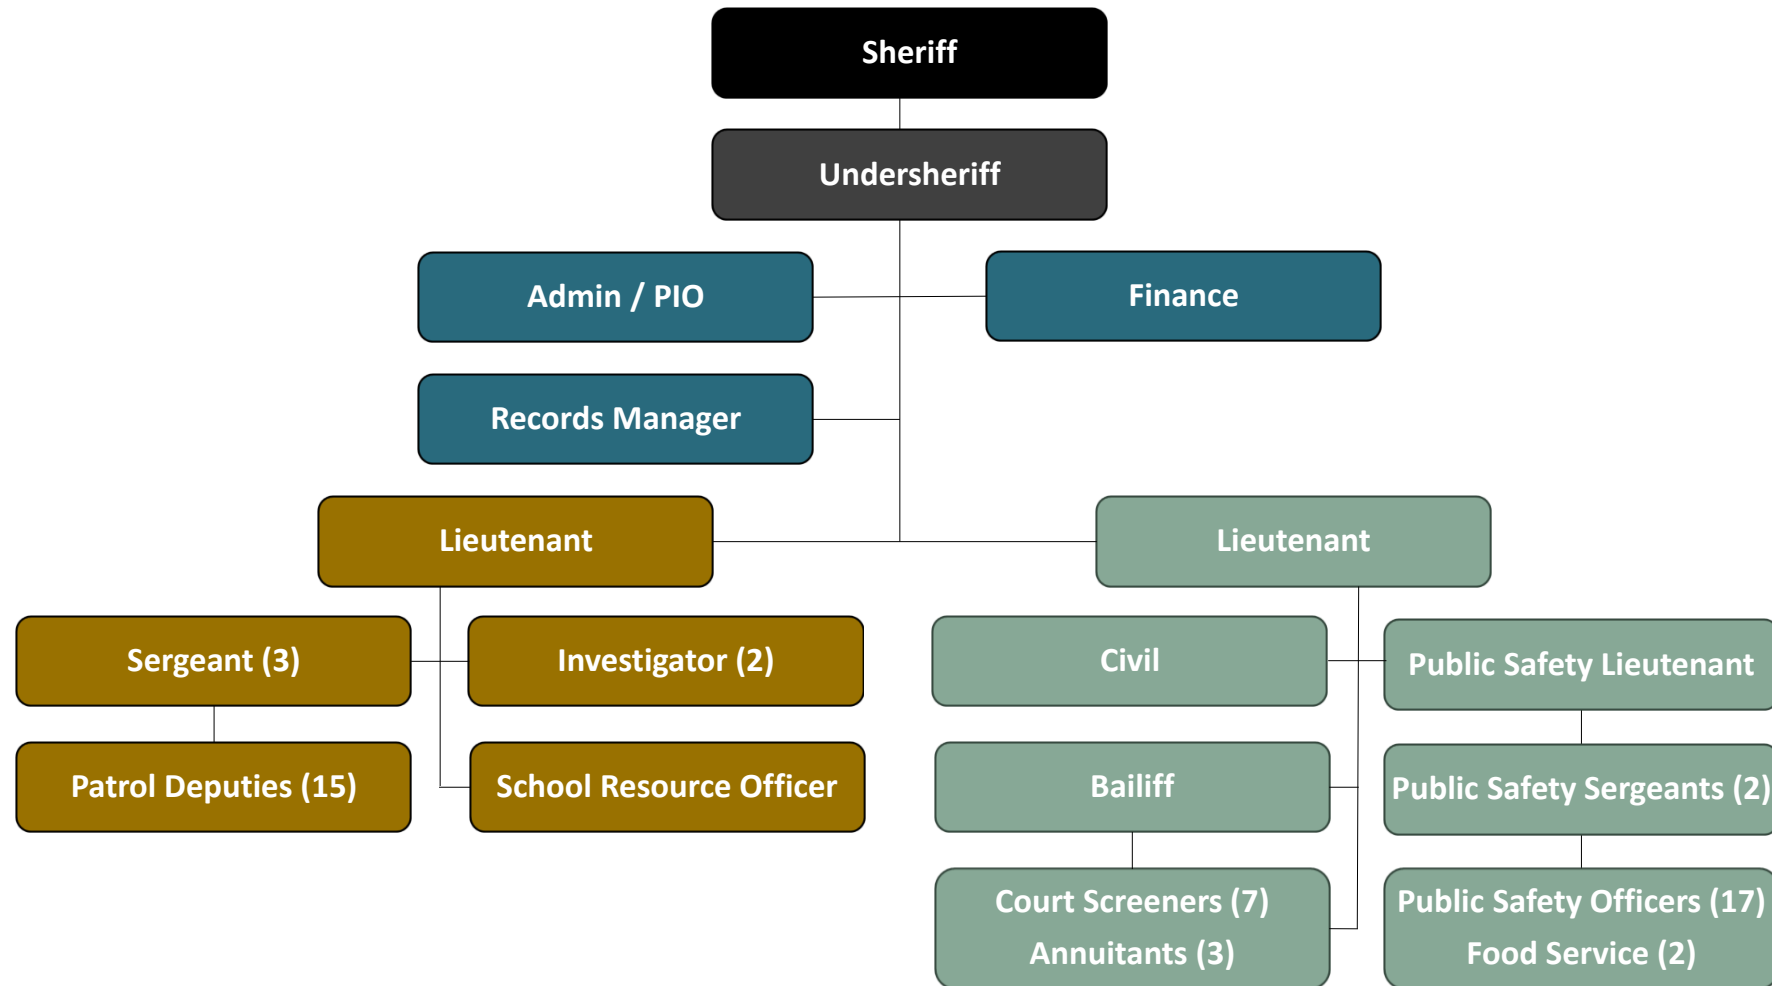 Sheriff
Undersheriff
Admin / PIO
Finance
Records Manager
Lieutenant
Lieutenant
Sergeant (3)
Investigator (2)
Civil
Public Safety Lieutenant
Patrol Deputies (15)
School Resource Officer
Bailiff
Public Safety Sergeants (2)
Court Screeners (7)
Annuitants (3)
Public Safety Officers (17)
Food Service (2)